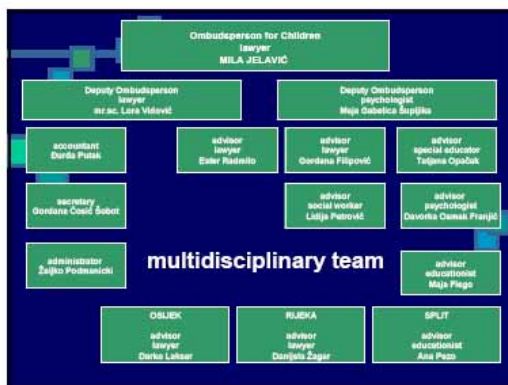 Ombudsperson for Children
lawyer
MILA JELAVIĆ
Deputy Ombudsperson
lawyer
mr.sc. Lora Vidović
Deputy Ombudsperson
psychologist
Maja Gabelica Šupljika
accountant
Đurđa Putak
advisor
lawyer
Ester Radmilo
advisor
lawyer
Gordana Filipović
advisor
special educator
Tatjana Opačak
secretary
Gordana Ćosić Šobot
advisor
social worker
Lidija Petrović
advisor
psychologist
Davorka Osmak Franjić
administrator
Željko Podmanicki
multidisciplinary team
advisor
educationist
Maja Flego
OSIJEK
advisor
lawyer
Darko Laksar
RIJEKA
advisor
lawyer
Danijela Žagar
SPLIT
advisor
educationist
Ana Pezo